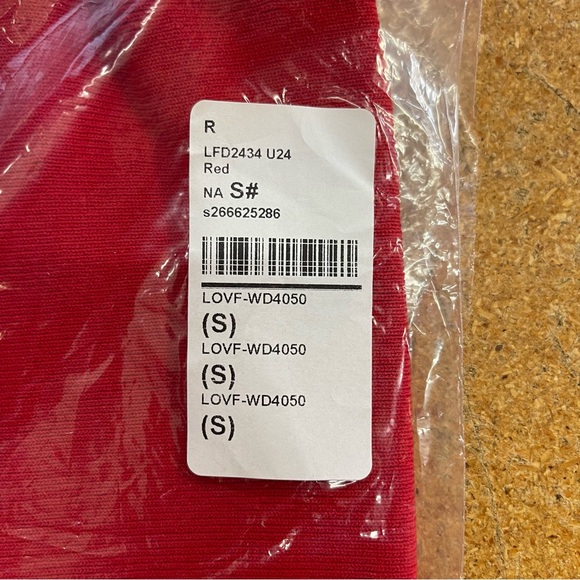 R
LFD2434 U24
Red
NA S#
s266625286
LOVF-WD4050
(S)
LOVF-WD4050
(S)
LOVF-WD4050
(S)